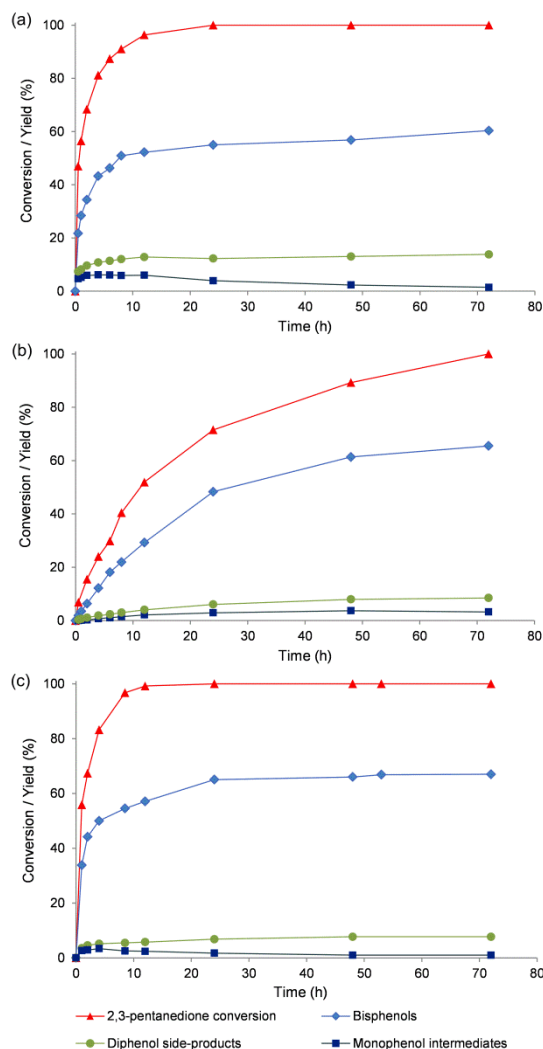 (a)
Conversion / Yield (%)
100
80
60
40
20
0
0 10 20 30 40 50 60 70 80
Time (h)
(b)
Conversion / Yield (%)
100
80
60
40
20
0
0 10 20 30 40 50 60 70 80
Time (h)
(c)
Conversion / Yield (%)
100
80
60
40
20
0
0 10 20 30 40 50 60 70 80
Time (h)
2,3-pentanedione conversion Bisphenols
Diphenol side-products Monophenol intermediates